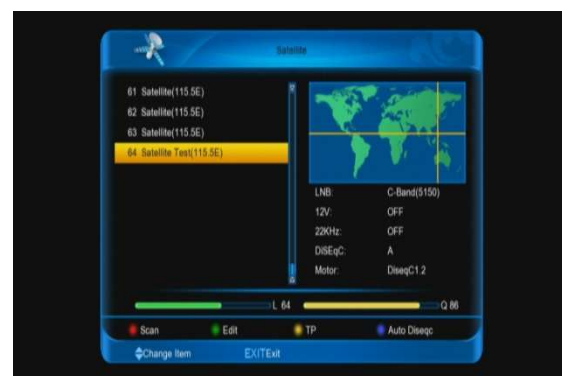 Satellite
61 Satellite(115.5E)
62 Satellite(115.5E)
63 Satellite(115.5E)
64 Satellite Test(115.5E)
LNB: C-Band(5150)
12V: OFF
22KHz: OFF
DiSEqC: A
Motor: DiseqC1.2
L 64 Q 86
Scan Edit TP Auto Diseqc
Change Item EXITExit